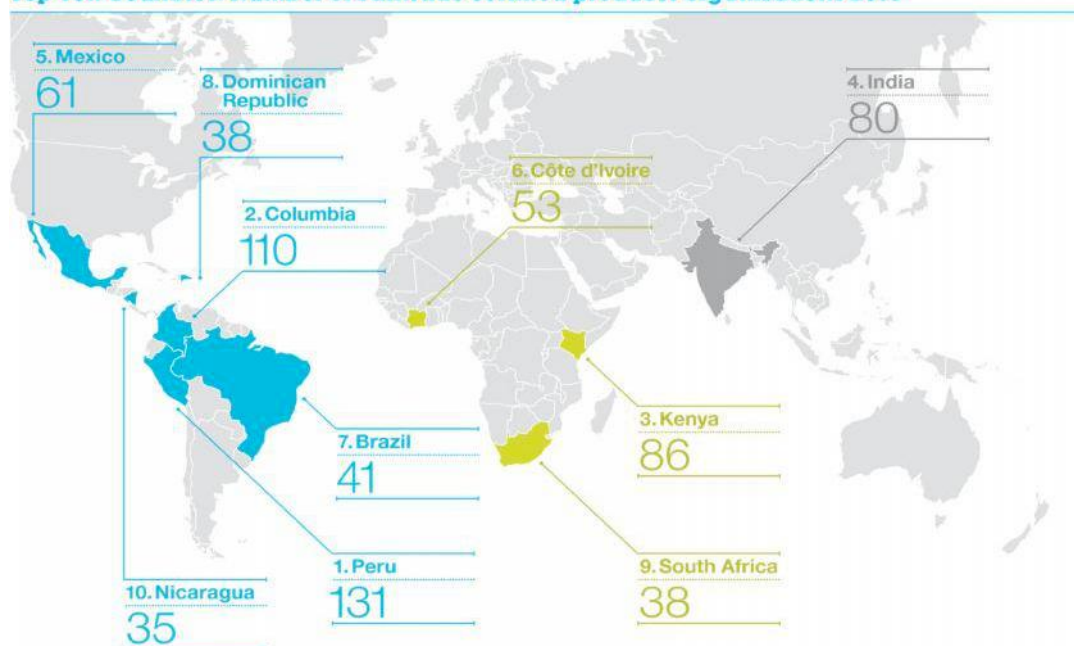 5. Mexico
61
8. Dominican
Republic
38
4. India
80
6. Côte d'Ivoire
53
2. Columbia
110
3. Kenya
86
7. Brazil
41
1. Peru
131
9. South Africa
38
10. Nicaragua
35